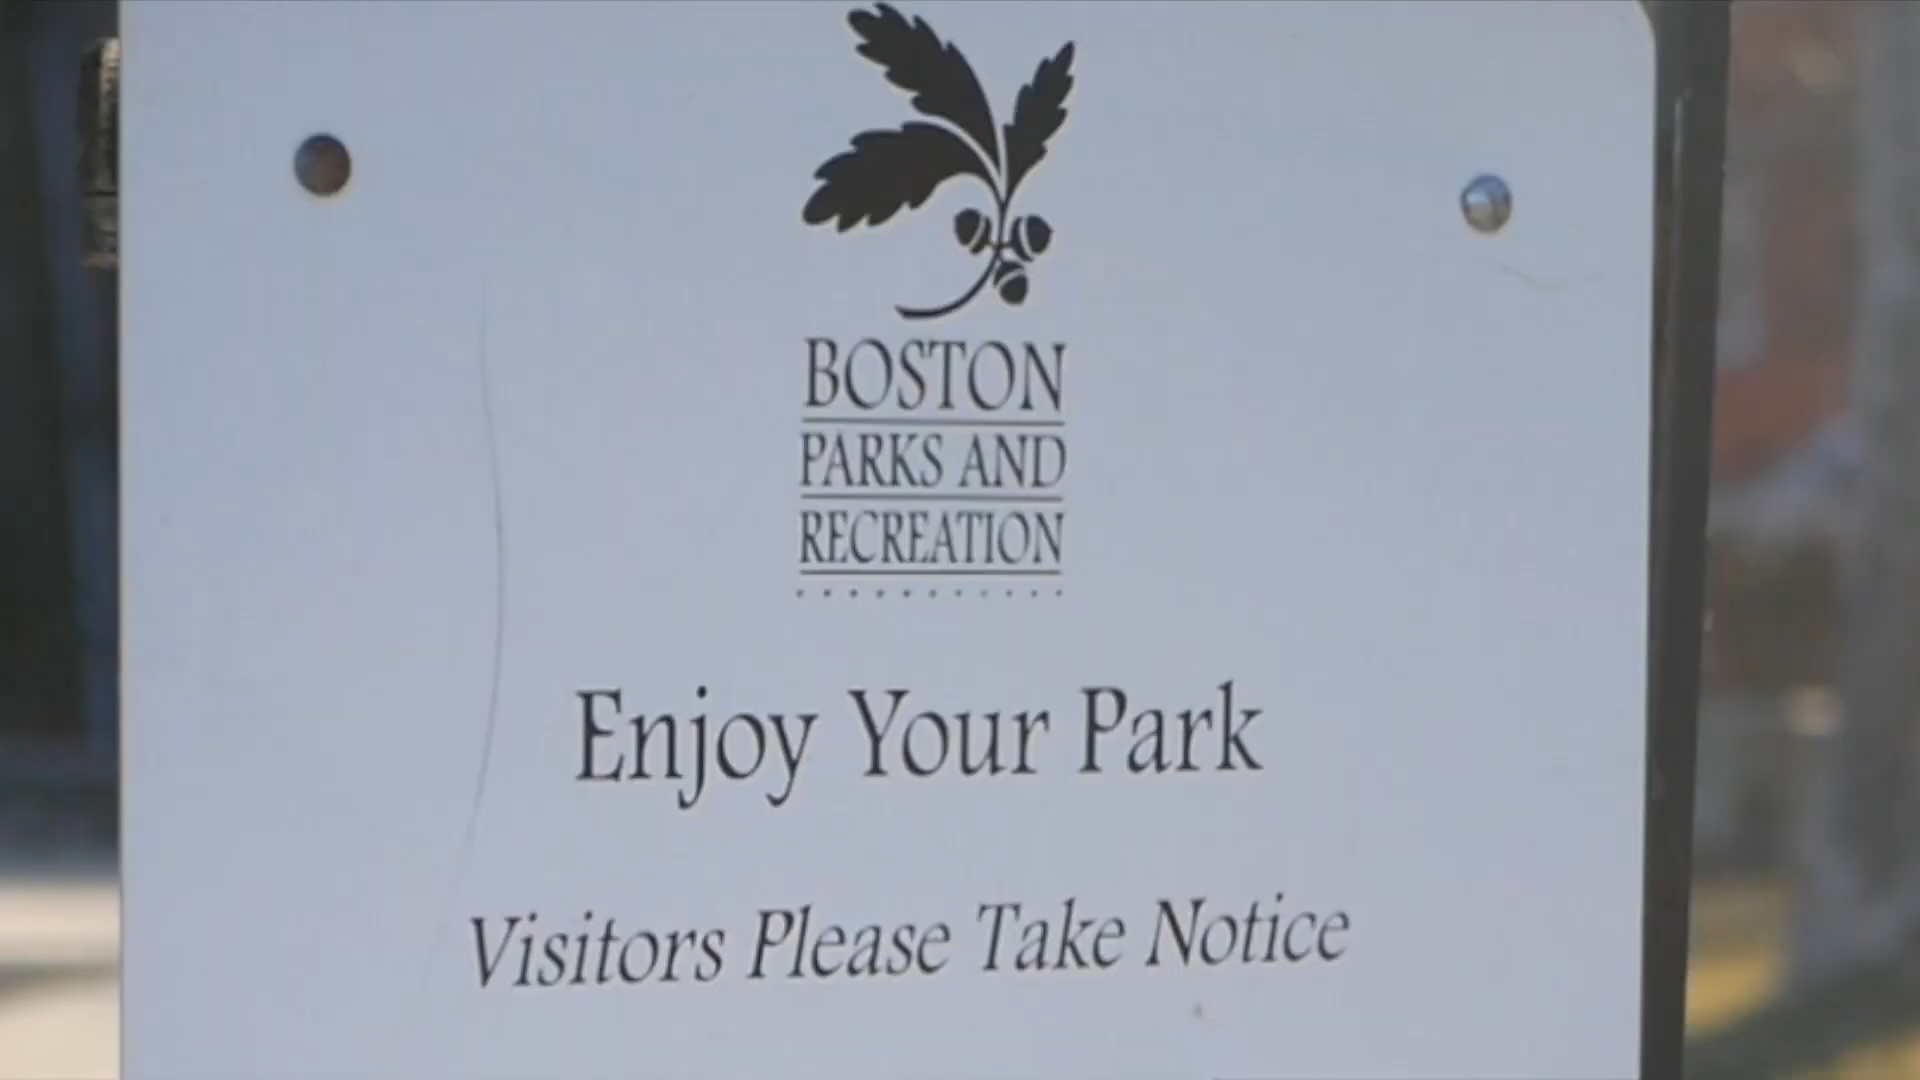 BOSTON
PARKS AND
RECREATION
Enjoy Your Park
Visitors Please Take Notice